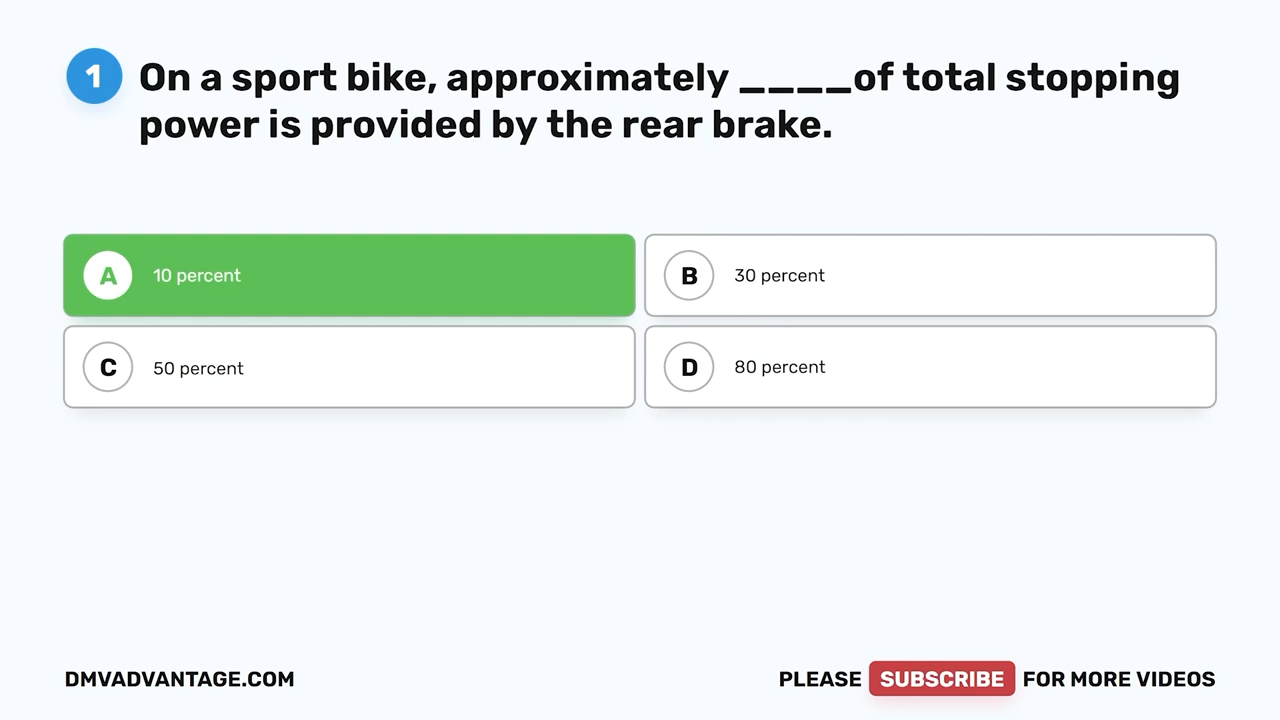 1
On a sport bike, approximately ____of total stopping
power is provided by the rear brake.
A 10 percent
B 30 percent
C 50 percent
D 80 percent
DMVADVANTAGE.COM
PLEASE SUBSCRIBE FOR MORE VIDEOS